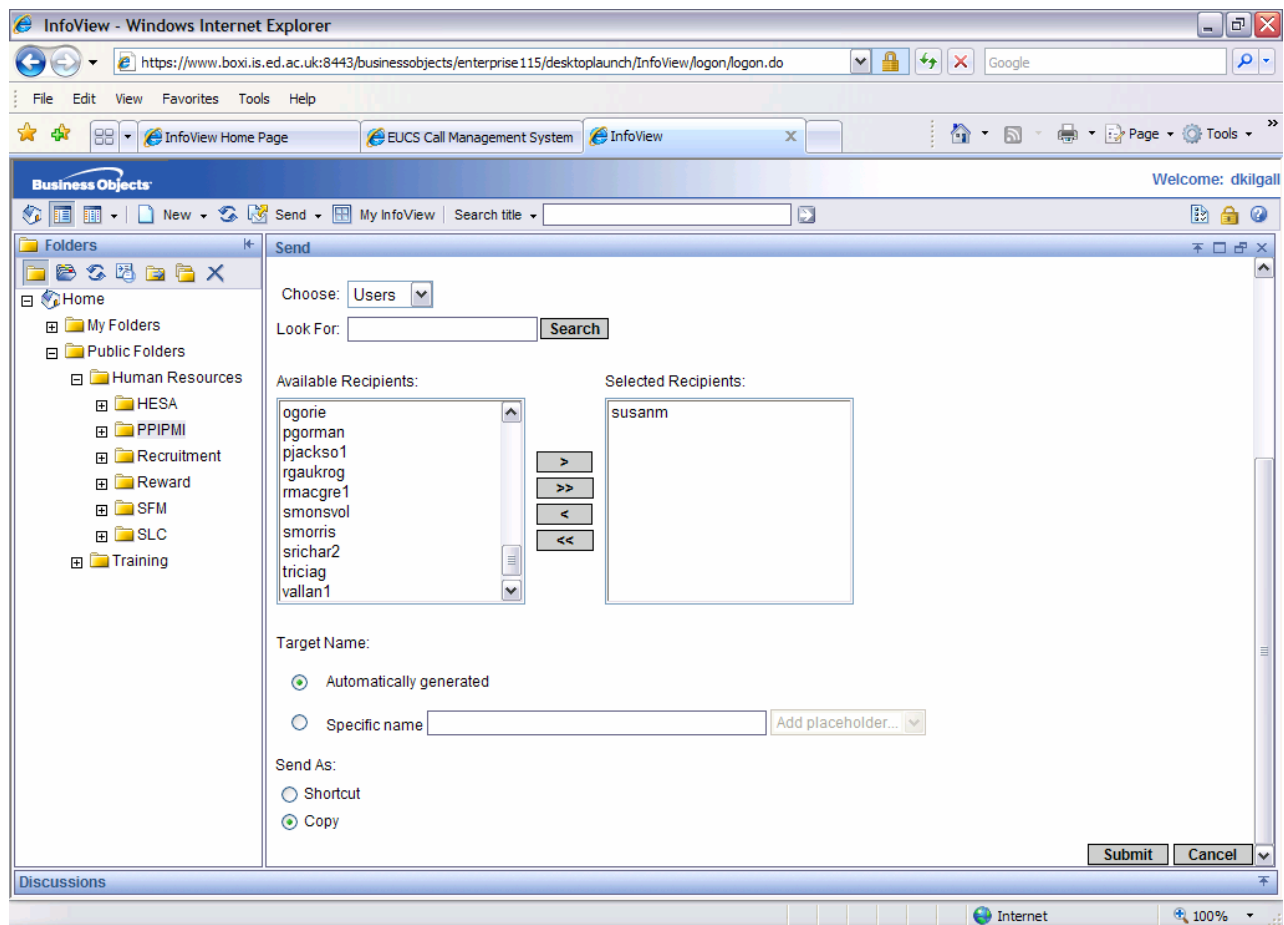 InfoView - Windows Internet Explorer
https://www.boxi.is.ed.ac.uk:8443/businessobjects/enterprise115/desktoplaunch/InfoView/logon/logon.do
Google
File Edit View Favorites Tools Help
InfoView Home Page
EUCS Call Management System
InfoView
Page
Tools
Business Objects
Welcome: dkilgall
New
Send
My InfoView
Search title
Folders
Send
Home
My Folders
Public Folders
Human Resources
HESA
PPIPMI
Recruitment
Reward
SFM
SLC
Training
Choose: Users
Look For: Search
Available Recipients:
ogorie
pgorman
pjackso1
rgaukrog
rmacgre1
smonsvol
smorris
srichar2
triciag
vallan1
>
>>
<
<<
Selected Recipients:
susanm
Target Name:
Automatically generated
Specific name Add placeholder...
Send As:
Shortcut
Copy
Submit Cancel
Discussions
Internet
100%